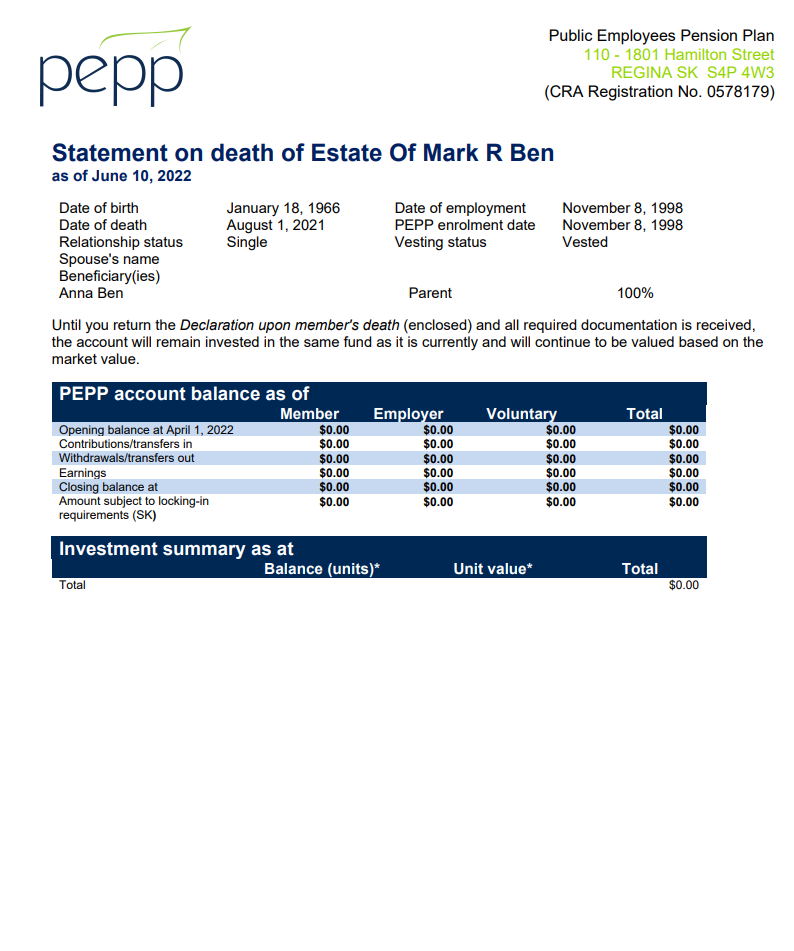 pepp
Public Employees Pension Plan
110 - 1801 Hamilton Street
REGINA SK  S4P 4W3
(CRA Registration No. 0578179)
Statement on death of Estate Of Mark R Ben
as of June 10, 2022
Date of birth January 18, 1966 Date of employment November 8, 1998
Date of death August 1, 2021 PEPP enrolment date November 8, 1998
Relationship status Single Vesting status Vested
Spouse's name
Beneficiary(ies)
Anna Ben Parent 100%
Until you return the Declaration upon member's death (enclosed) and all required documentation is received,
the account will remain invested in the same fund as it is currently and will continue to be valued based on the
market value.
PEPP account balance as of
Member Employer Voluntary Total
Opening balance at April 1, 2022 $0.00 $0.00 $0.00 $0.00
Contributions/transfers in $0.00 $0.00 $0.00 $0.00
Withdrawals/transfers out $0.00 $0.00 $0.00 $0.00
Earnings $0.00 $0.00 $0.00 $0.00
Closing balance at $0.00 $0.00 $0.00 $0.00
Amount subject to locking-in $0.00 $0.00 $0.00 $0.00
requirements (SK)
Investment summary as at
Balance (units)* Unit value* Total
Total $0.00